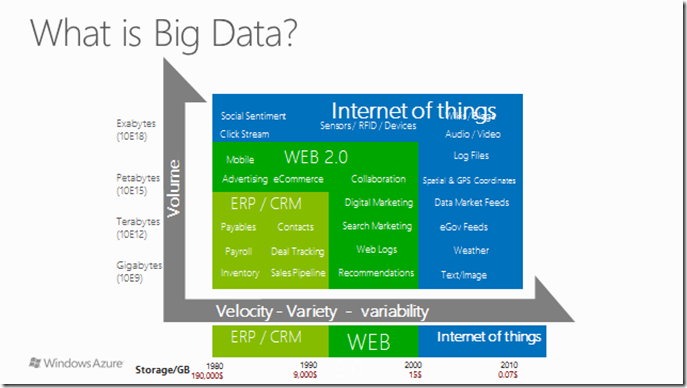 What is Big Data?
Exabytes
(10E18)
Petabytes
(10E15)
Terabytes
(10E12)
Gigabytes
(10E9)
Volume
Internet of things
Social Sentiment
Sensors / RFID / Devices
Click Stream
Audio / Video
Mobile
WEB 2.0
Log Files
Advertising
eCommerce
Collaboration
Spatial & GPS Coordinates
ERP / CRM
Digital Marketing
Data Market Feeds
Payables
Contacts
Search Marketing
eGov Feeds
Payroll
Deal Tracking
Web Logs
Weather
Inventory
Sales Pipeline
Recommendations
Text/Image
Velocity - Variety - variability
ERP / CRM
WEB
Internet of things
Windows Azure
Storage/GB
1980
1990
2000
2010
190,000$
9,000$
15$
0.07$